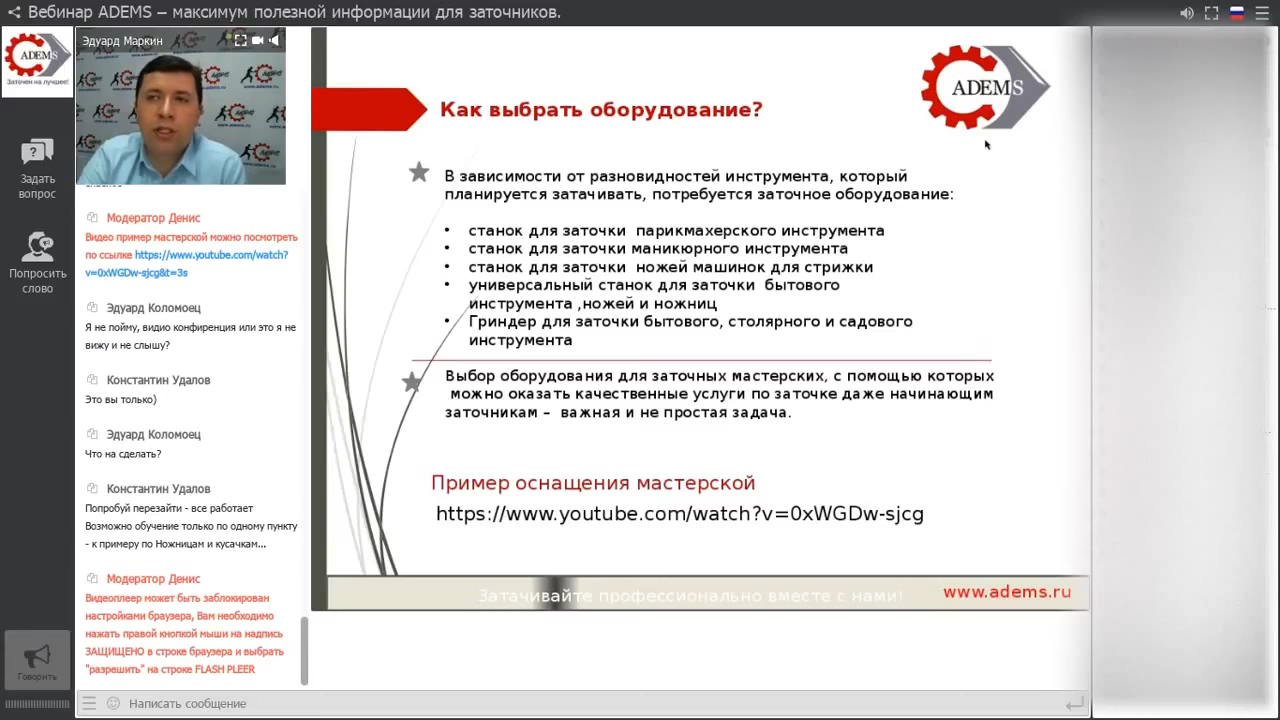 Вебинар ADEMS – максимум полезной информации для заточников.
ADEMS
Заточен на лучшее!
Задать
вопрос
Попросить
слово
Говорить
Эдуард Маркин
Модератор Денис
Видео пример мастерской можно посмотреть
по ссылке https://www.youtube.com/watch?
v=0xWGDw-sjcg&t=3s
Эдуард Коломоец
Я не пойму, видио конфиренция или это я не
вижу и не слышу?
Константин Удалов
Это вы только)
Эдуард Коломоец
Что на сделать?
Константин Удалов
Попробуй перезайти - все работает
Возможно обучение только по одному пункту
- к примеру по Ножницам и кусачкам...
Модератор Денис
Видеоплеер может быть заблокирован
настройками браузера, Вам необходимо
нажать правой кнопкой мыши на надпись
ЗАЩИЩЕНО в строке браузера и выбрать
"разрешить" на строке FLASH PLEER
Написать сообщение
Как выбрать оборудование?
ADEMS
В зависимости от разновидностей инструмента, который
планируется затачивать, потребуется заточное оборудование:
• станок для заточки парикмахерского инструмента
• станок для заточки маникюрного инструмента
• станок для заточки ножей машинок для стрижки
• универсальный станок для заточки бытового
инструмента ,ножей и ножниц
• Гриндер для заточки бытового, столярного и садового
инструмента
Выбор оборудования для заточных мастерских, с помощью которых
можно оказать качественные услуги по заточке даже начинающим
заточникам – важная и не простая задача.
Пример оснащения мастерской
https://www.youtube.com/watch?v=0xWGDw-sjcg
Затачивайте профессионально вместе с нами!
www.adems.ru